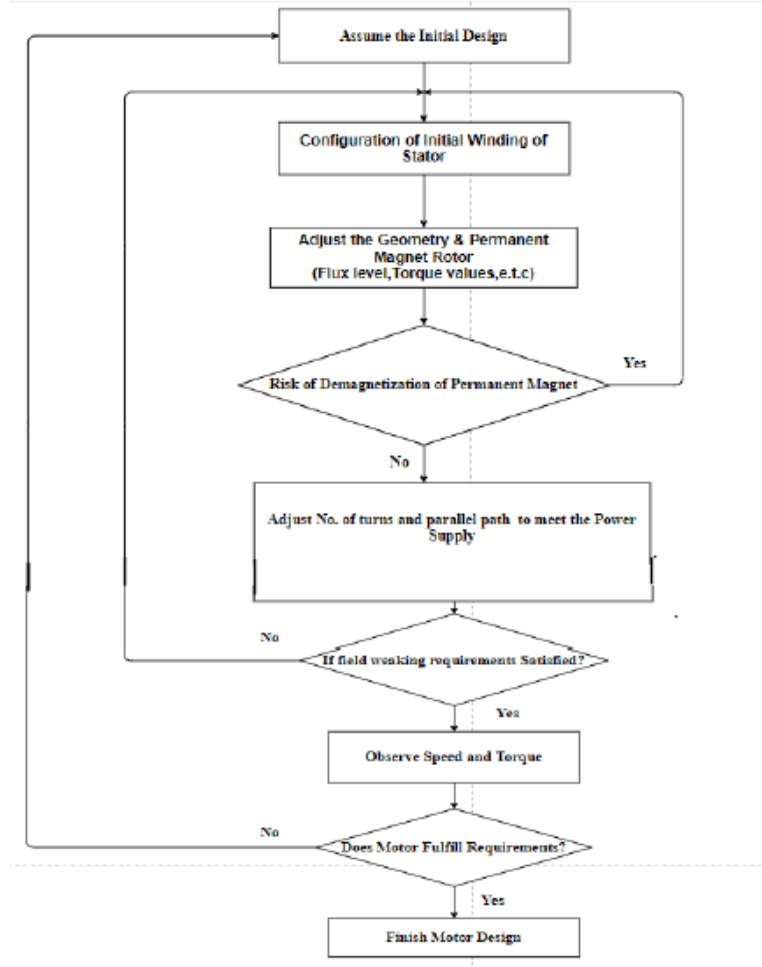 Assume the Initial Design
Configuration of Initial Winding of
Stator
Adjust the Geometry & Permanent
Magnet Rotor
(Flux level,Torque values,e.t.c)
Risk of Demagnetization of Permanent Magnet
Yes
No
Adjust No. of turns and parallel path to meet the Power
Supply
No
If field weaking requirements Satisfied?
Yes
Observe Speed and Torque
No
Does Motor Fulfill Requirements?
Yes
Finish Motor Design